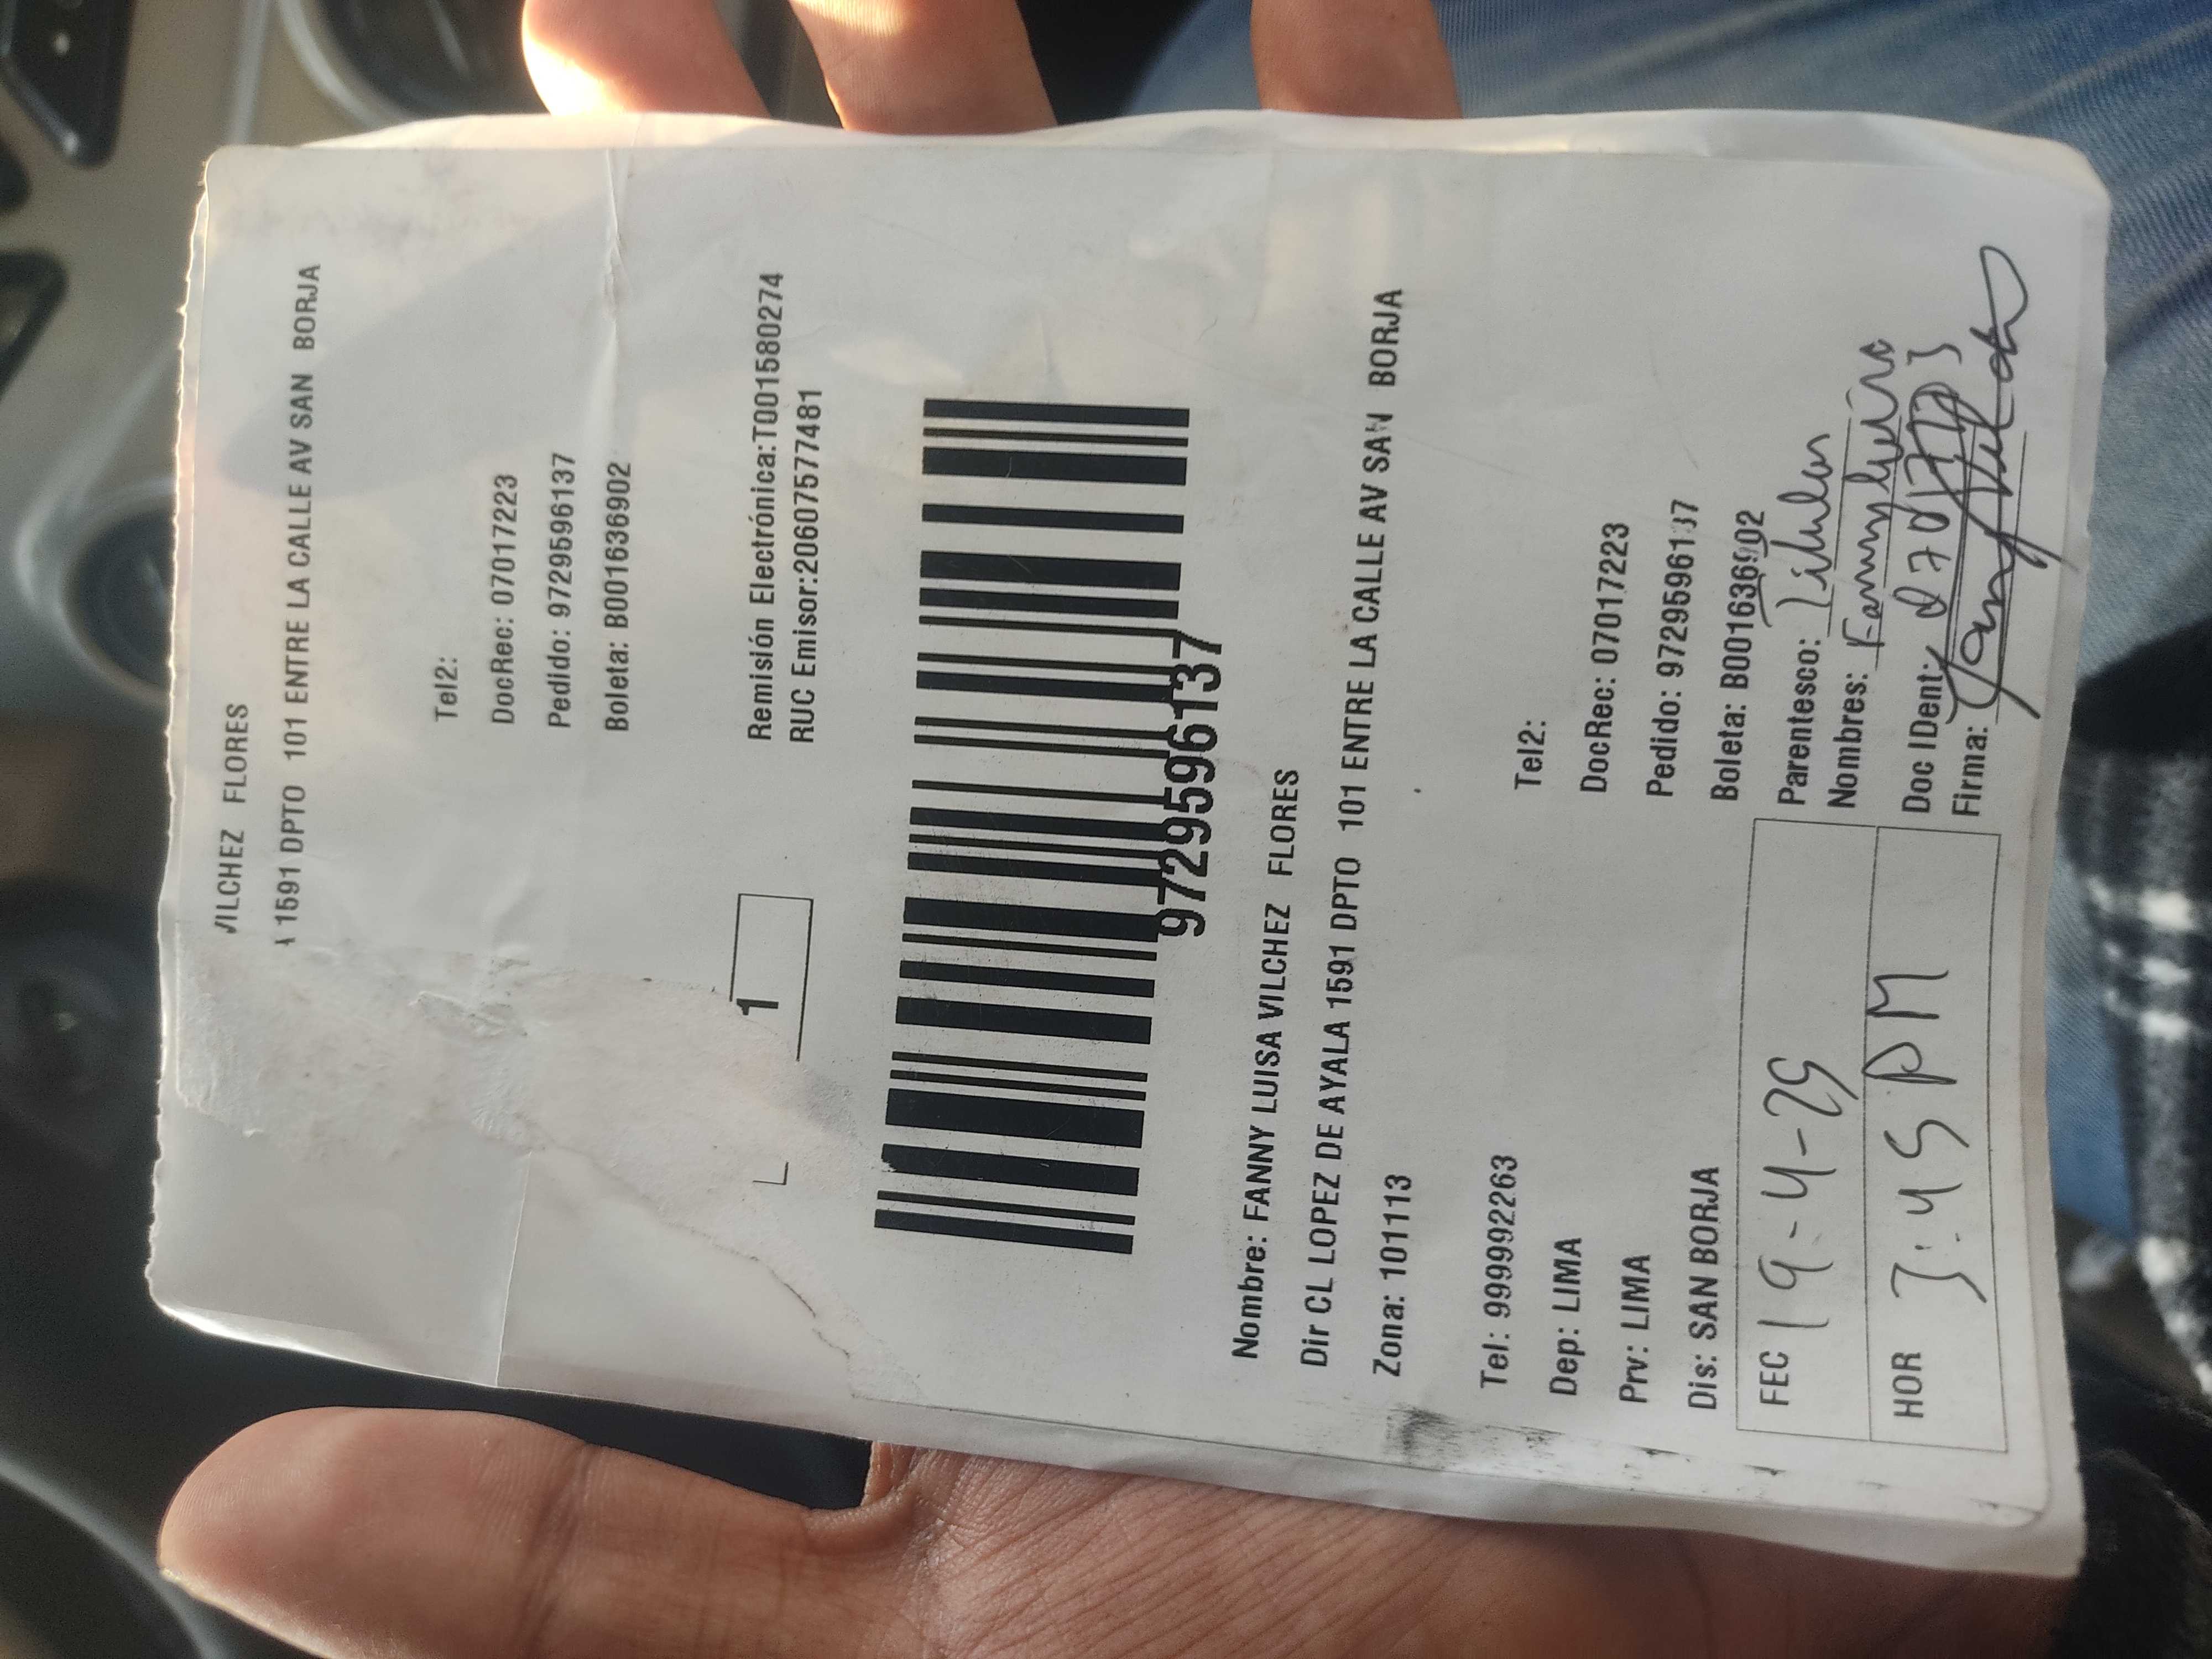 VILCHEZ FLORES
1591 DPTO 101 ENTRE LA CALLE AV SAN BORJA
Tel2:
DocRec: 07017223
Pedido: 9729596137
Boleta: B001636902
1
Remisión Electrónica:T001580274
RUC Emisor:20607577481
9729596137
Nombre: FANNY LUISA VILCHEZ FLORES
Dir CL LOPEZ DE AYALA 1591 DPTO 101 ENTRE LA CALLE AV SAN BORJA
Zona: 101113
Tel: 999992263
Tel2:
Dep: LIMA
DocRec: 07017223
Prv: LIMA
Pedido: 9729596137
Dis: SAN BORJA
Boleta: B001636902
FEC 19-4-25
Parentesco: Titular
Nombres: Fanny Luisa
HOR 3:45 PM
Doc IDent:
Firma: